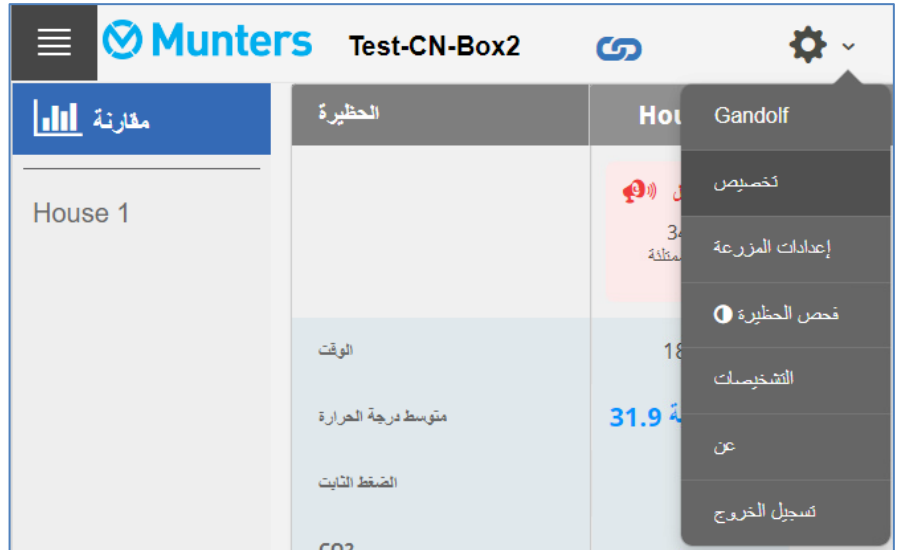 Munters Test-CN-Box2
مقارنة
House 1
الحظيرة
34
ممتلئة
الوقت
18
متوسط درجة الحرارة
31.9
الضغط الثابت
CO2
Gandolf
تخصيص
إعدادات المزرعة
فحص الحظيرة
التشخيصات
عن
تسجيل الخروج